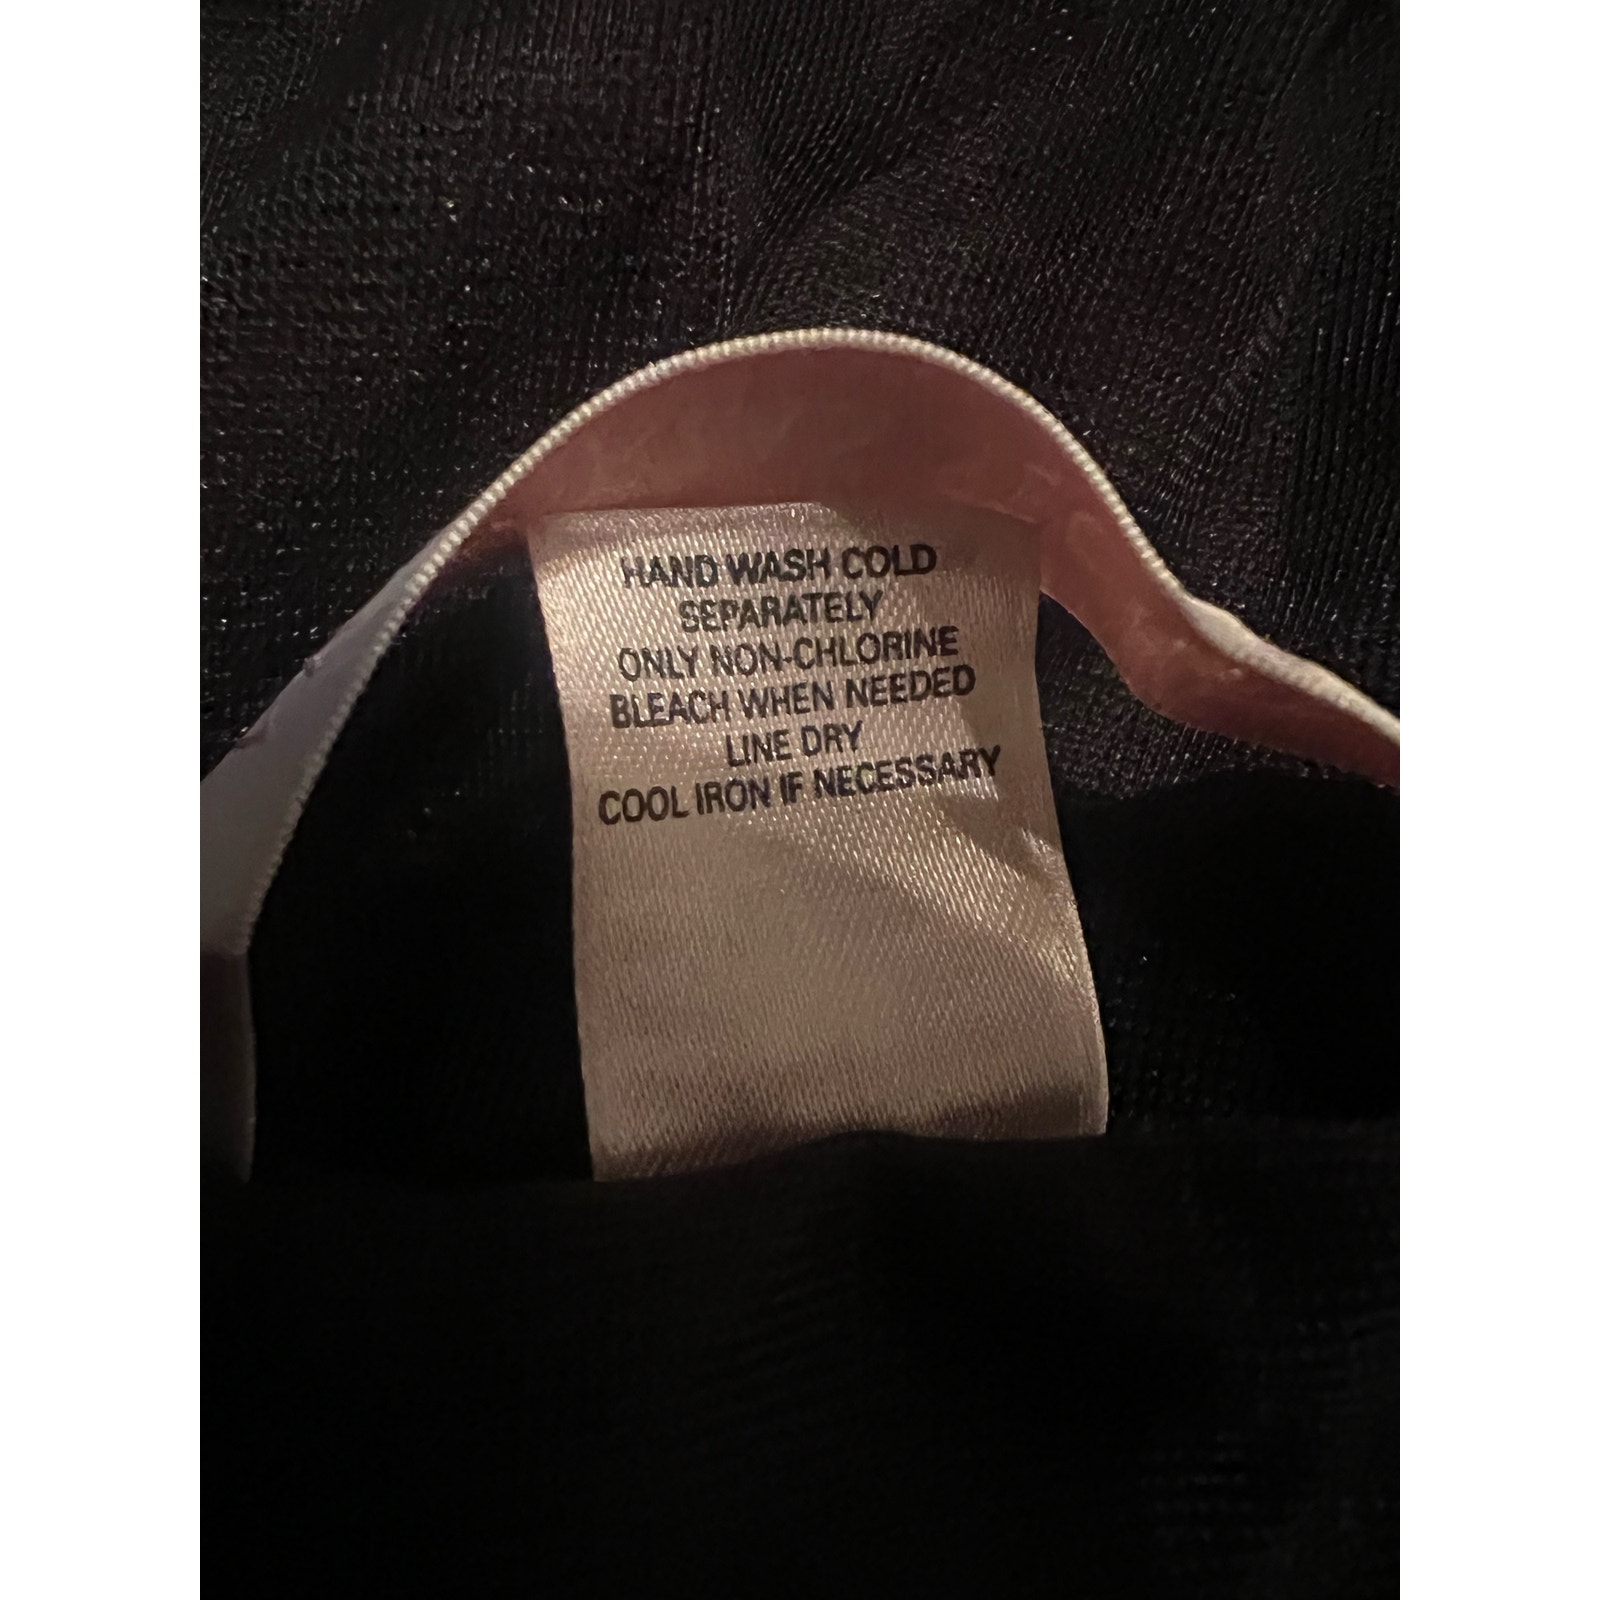 HAND WASH COLD
SEPARATELY
ONLY NON-CHLORINE
BLEACH WHEN NEEDED
LINE DRY
COOL IRON IF NECESSARY